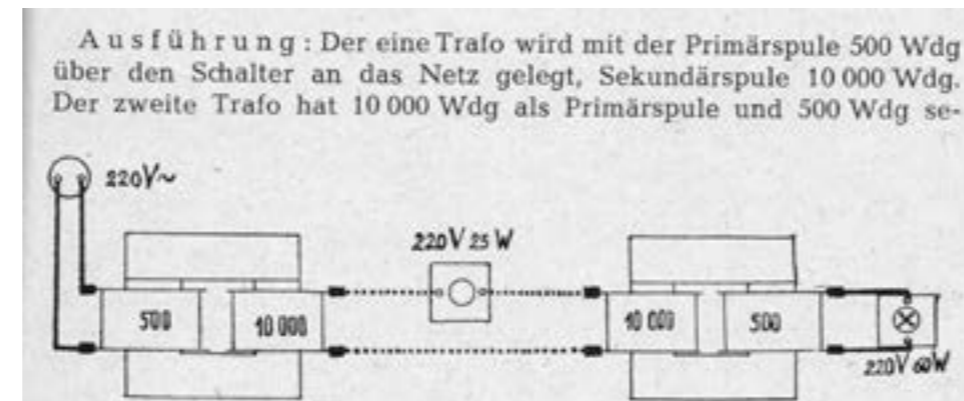 Ausführung: Der eine Trafo wird mit der Primärspule 500 Wdg
über den Schalter an das Netz gelegt, Sekundärspule 10 000 Wdg.
Der zweite Trafo hat 10 000 Wdg als Primärspule und 500 Wdg se-
220V~
220V 25W
500
10 000
10 000
500
220V 60W